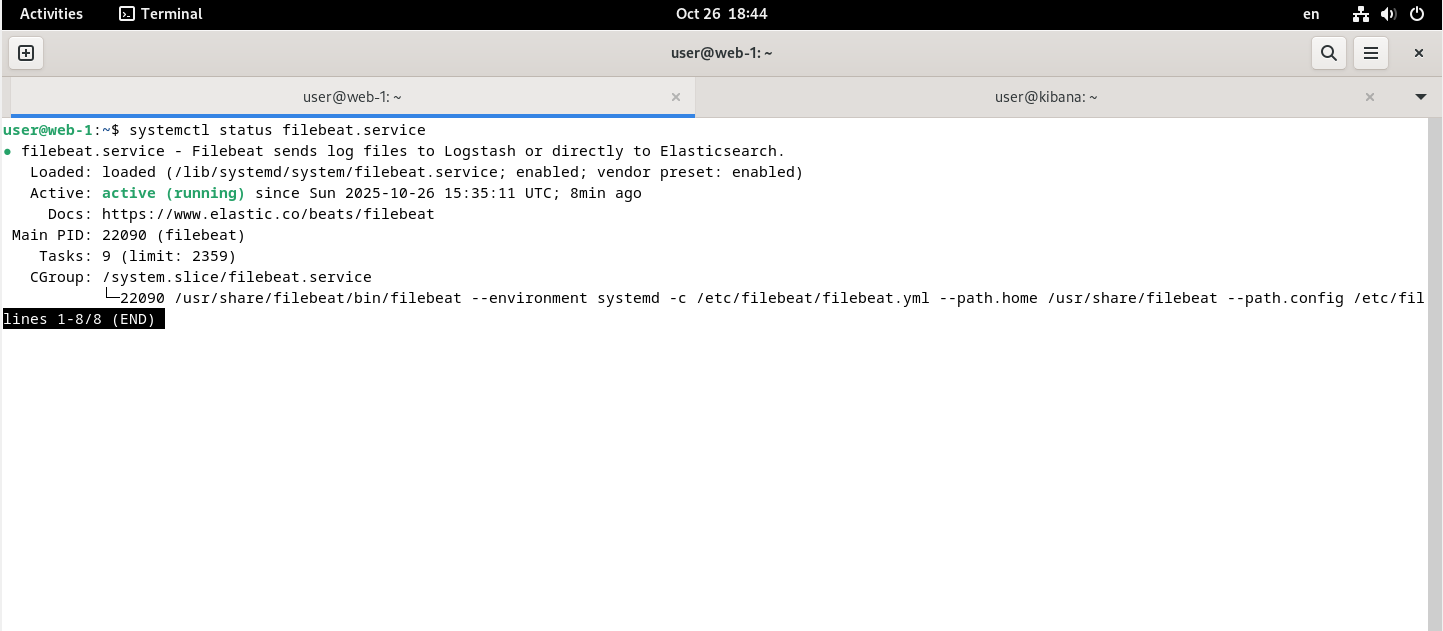 Activities Terminal Oct 26 18:44 en
user@web-1: ~
user@web-1: ~ user@kibana: ~
user@web-1:~$ systemctl status filebeat.service
● filebeat.service - Filebeat sends log files to Logstash or directly to Elasticsearch.
   Loaded: loaded (/lib/systemd/system/filebeat.service; enabled; vendor preset: enabled)
   Active: active (running) since Sun 2025-10-26 15:35:11 UTC; 8min ago
     Docs: https://www.elastic.co/beats/filebeat
 Main PID: 22090 (filebeat)
    Tasks: 9 (limit: 2359)
   CGroup: /system.slice/filebeat.service
           └─22090 /usr/share/filebeat/bin/filebeat --environment systemd -c /etc/filebeat/filebeat.yml --path.home /usr/share/filebeat --path.config /etc/fil
lines 1-8/8 (END)